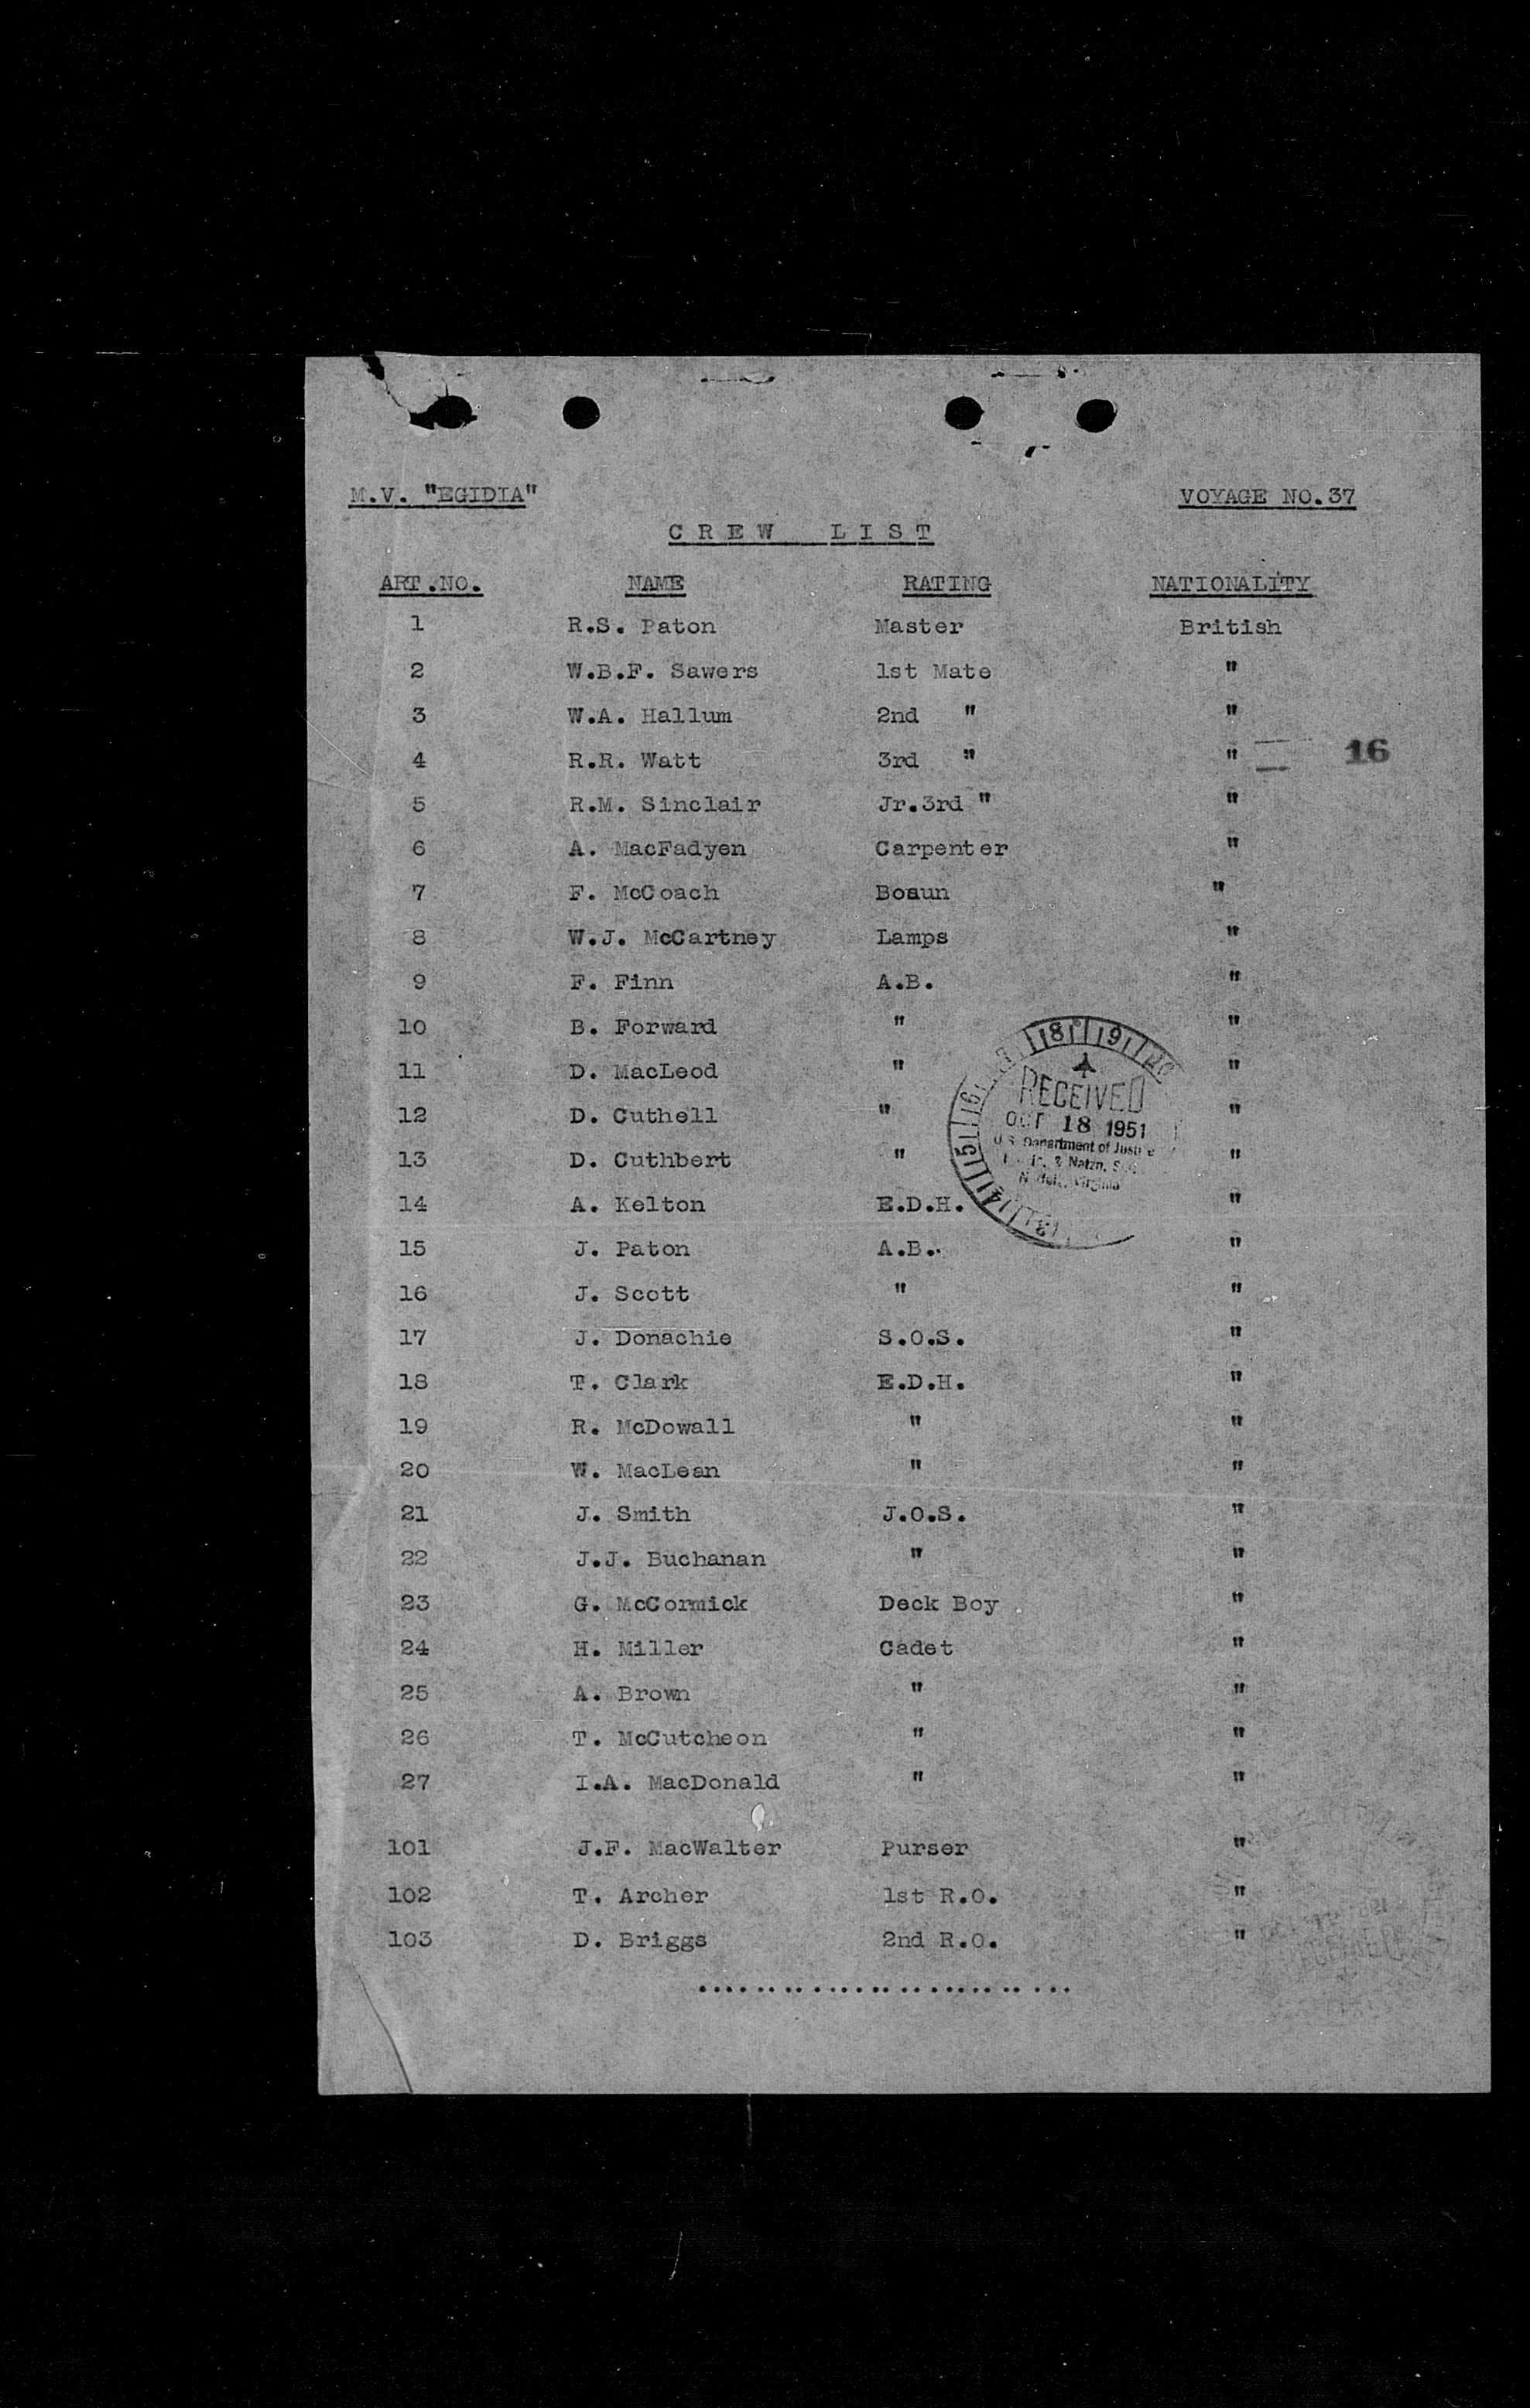 M.V. "EGIDIA" VOYAGE NO.37
CREW LIST
ART.NO. NAME RATING NATIONALITY
1 R.S. Paton Master British
2 W.B.F. Sawers 1st Mate "
3 W.A. Hallum 2nd " "
4 R.R. Watt 3rd " " 16
5 R.M. Sinclair Jr.3rd " "
6 A. MacFadyen Carpenter "
7 F. McCoach Bosun "
8 W.J. McCartney Lamps "
9 F. Finn A.B. "
10 B. Forward " "
11 D. MacLeod " "
12 D. Cuthell " "
13 D. Cuthbert " "
14 A. Kelton E.D.H. "
15 J. Paton A.B. "
16 J. Scott " "
17 J. Donachie S.O.S. "
18 T. Clark E.D.H. "
19 R. McDowall " "
20 W. MacLean " "
21 J. Smith J.O.S. "
22 J.J. Buchanan " "
23 G. McCormick Deck Boy "
24 H. Miller Cadet "
25 A. Brown " "
26 T. McCutcheon " "
27 I.A. MacDonald " "
101 J.F. MacWalter Purser "
102 T. Archer 1st R.O. "
103 D. Briggs 2nd R.O. "
RECEIVED
OCT 18 1951
U.S. Department of Justice
& Natzn.
Norfolk, Virginia